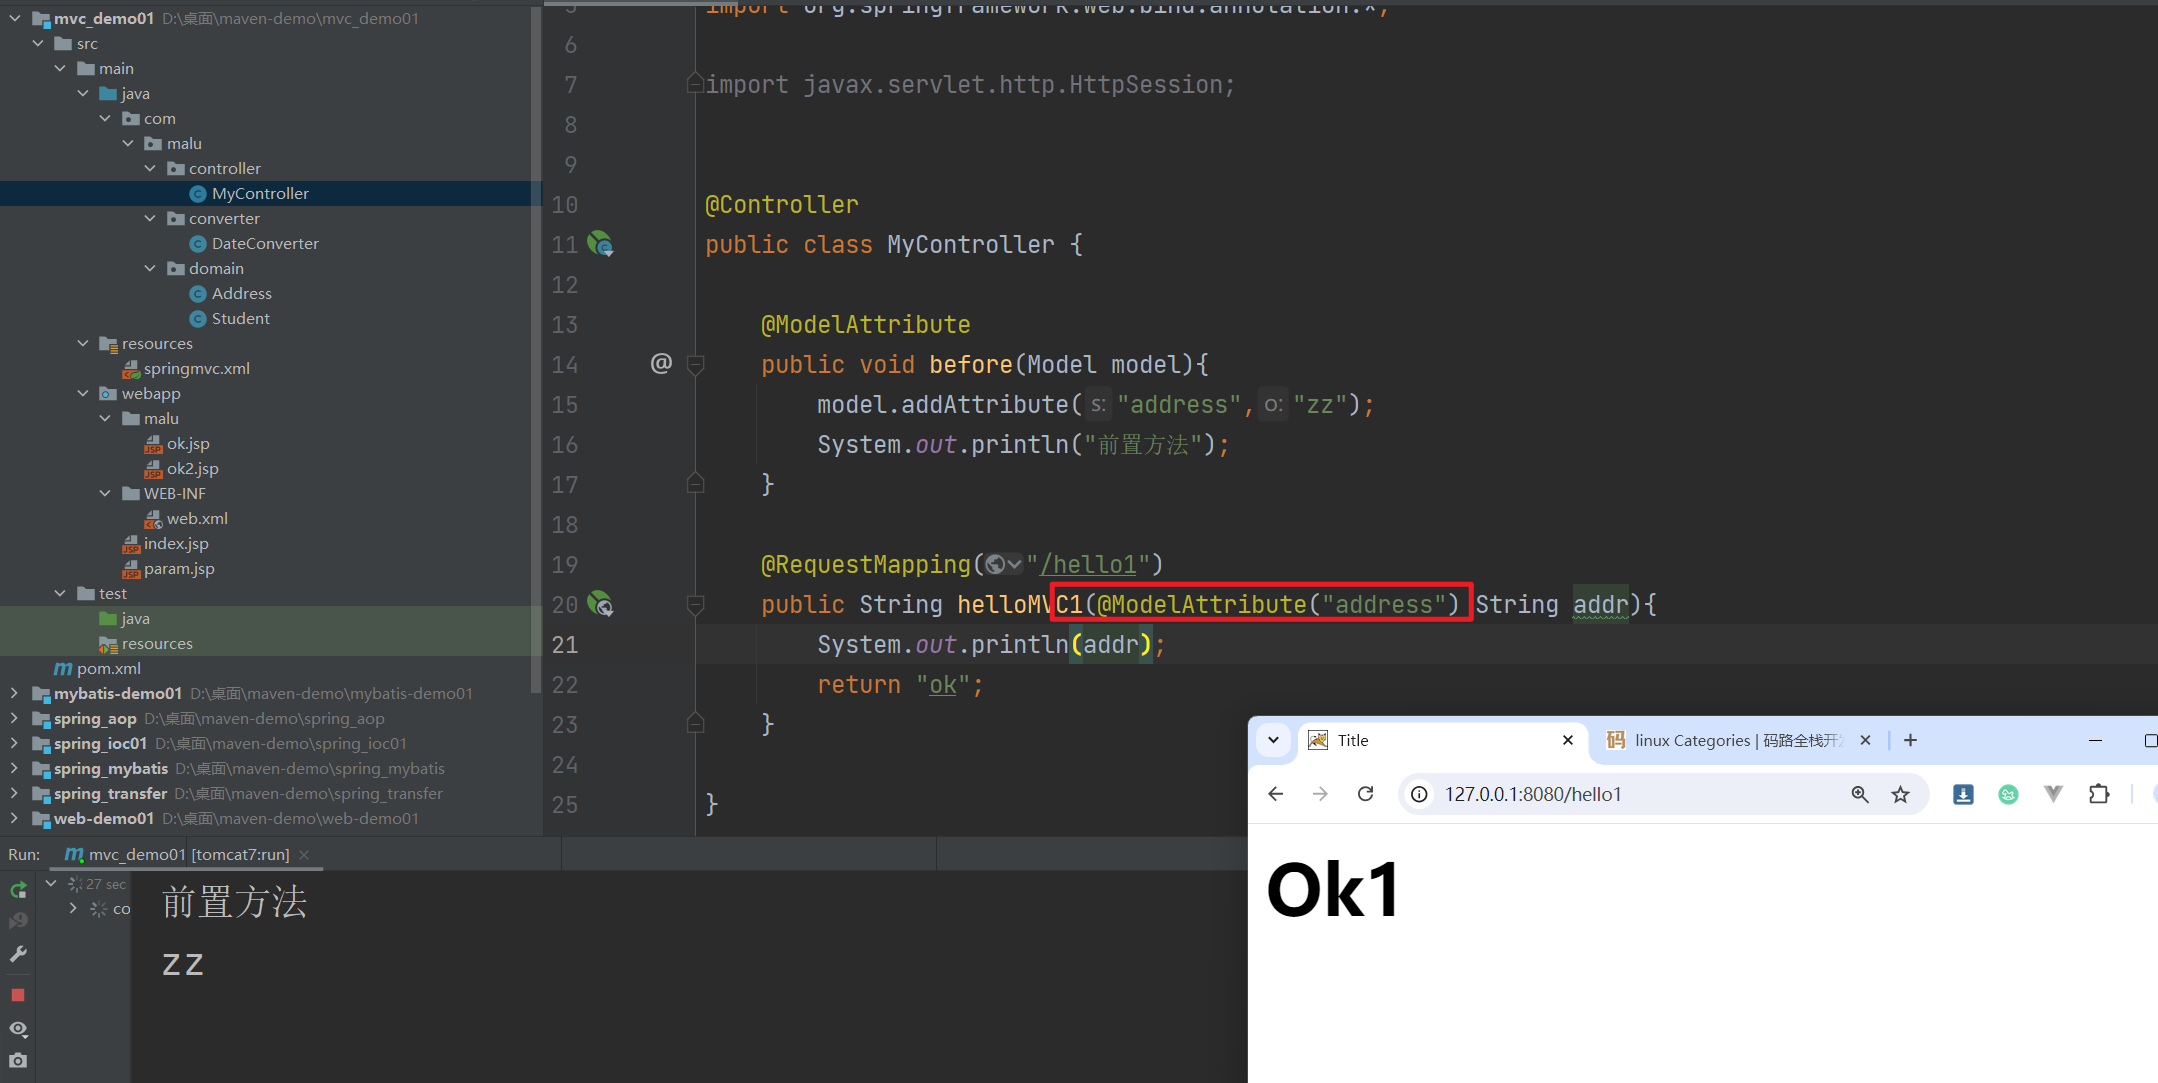 mvc_demo01 D:\桌面\maven-demo\mvc_demo01
src
main
java
com
malu
controller
MyController
converter
DateConverter
domain
Address
Student
resources
springmvc.xml
webapp
malu
ok.jsp
ok2.jsp
WEB-INF
web.xml
index.jsp
param.jsp
test
java
resources
pom.xml
mybatis-demo01 D:\桌面\maven-demo\mybatis-demo01
spring_aop D:\桌面\maven-demo\spring_aop
spring_ioc01 D:\桌面\maven-demo\spring_ioc01
spring_mybatis D:\桌面\maven-demo\spring_mybatis
spring_transfer D:\桌面\maven-demo\spring_transfer
web-demo01 D:\桌面\maven-demo\web-demo01
5 import org.springframework.web.bind.annotation.*;
6
7 import javax.servlet.http.HttpSession;
8
9
10 @Controller
11 public class MyController {
12
13 @ModelAttribute
14 @ public void before(Model model){
15 model.addAttribute( s: "address", o: "zz");
16 System.out.println("前置方法");
17 }
18
19 @RequestMapping("/hello1")
20 public String helloMVC1(@ModelAttribute("address") String addr){
21 System.out.println(addr);
22 return "ok";
23 }
24
25 }
Run: mvc_demo01 [tomcat7:run]
27 sec
co
前置方法
zz
Title
linux Categories | 码路全栈开
127.0.0.1:8080/hello1
Ok1